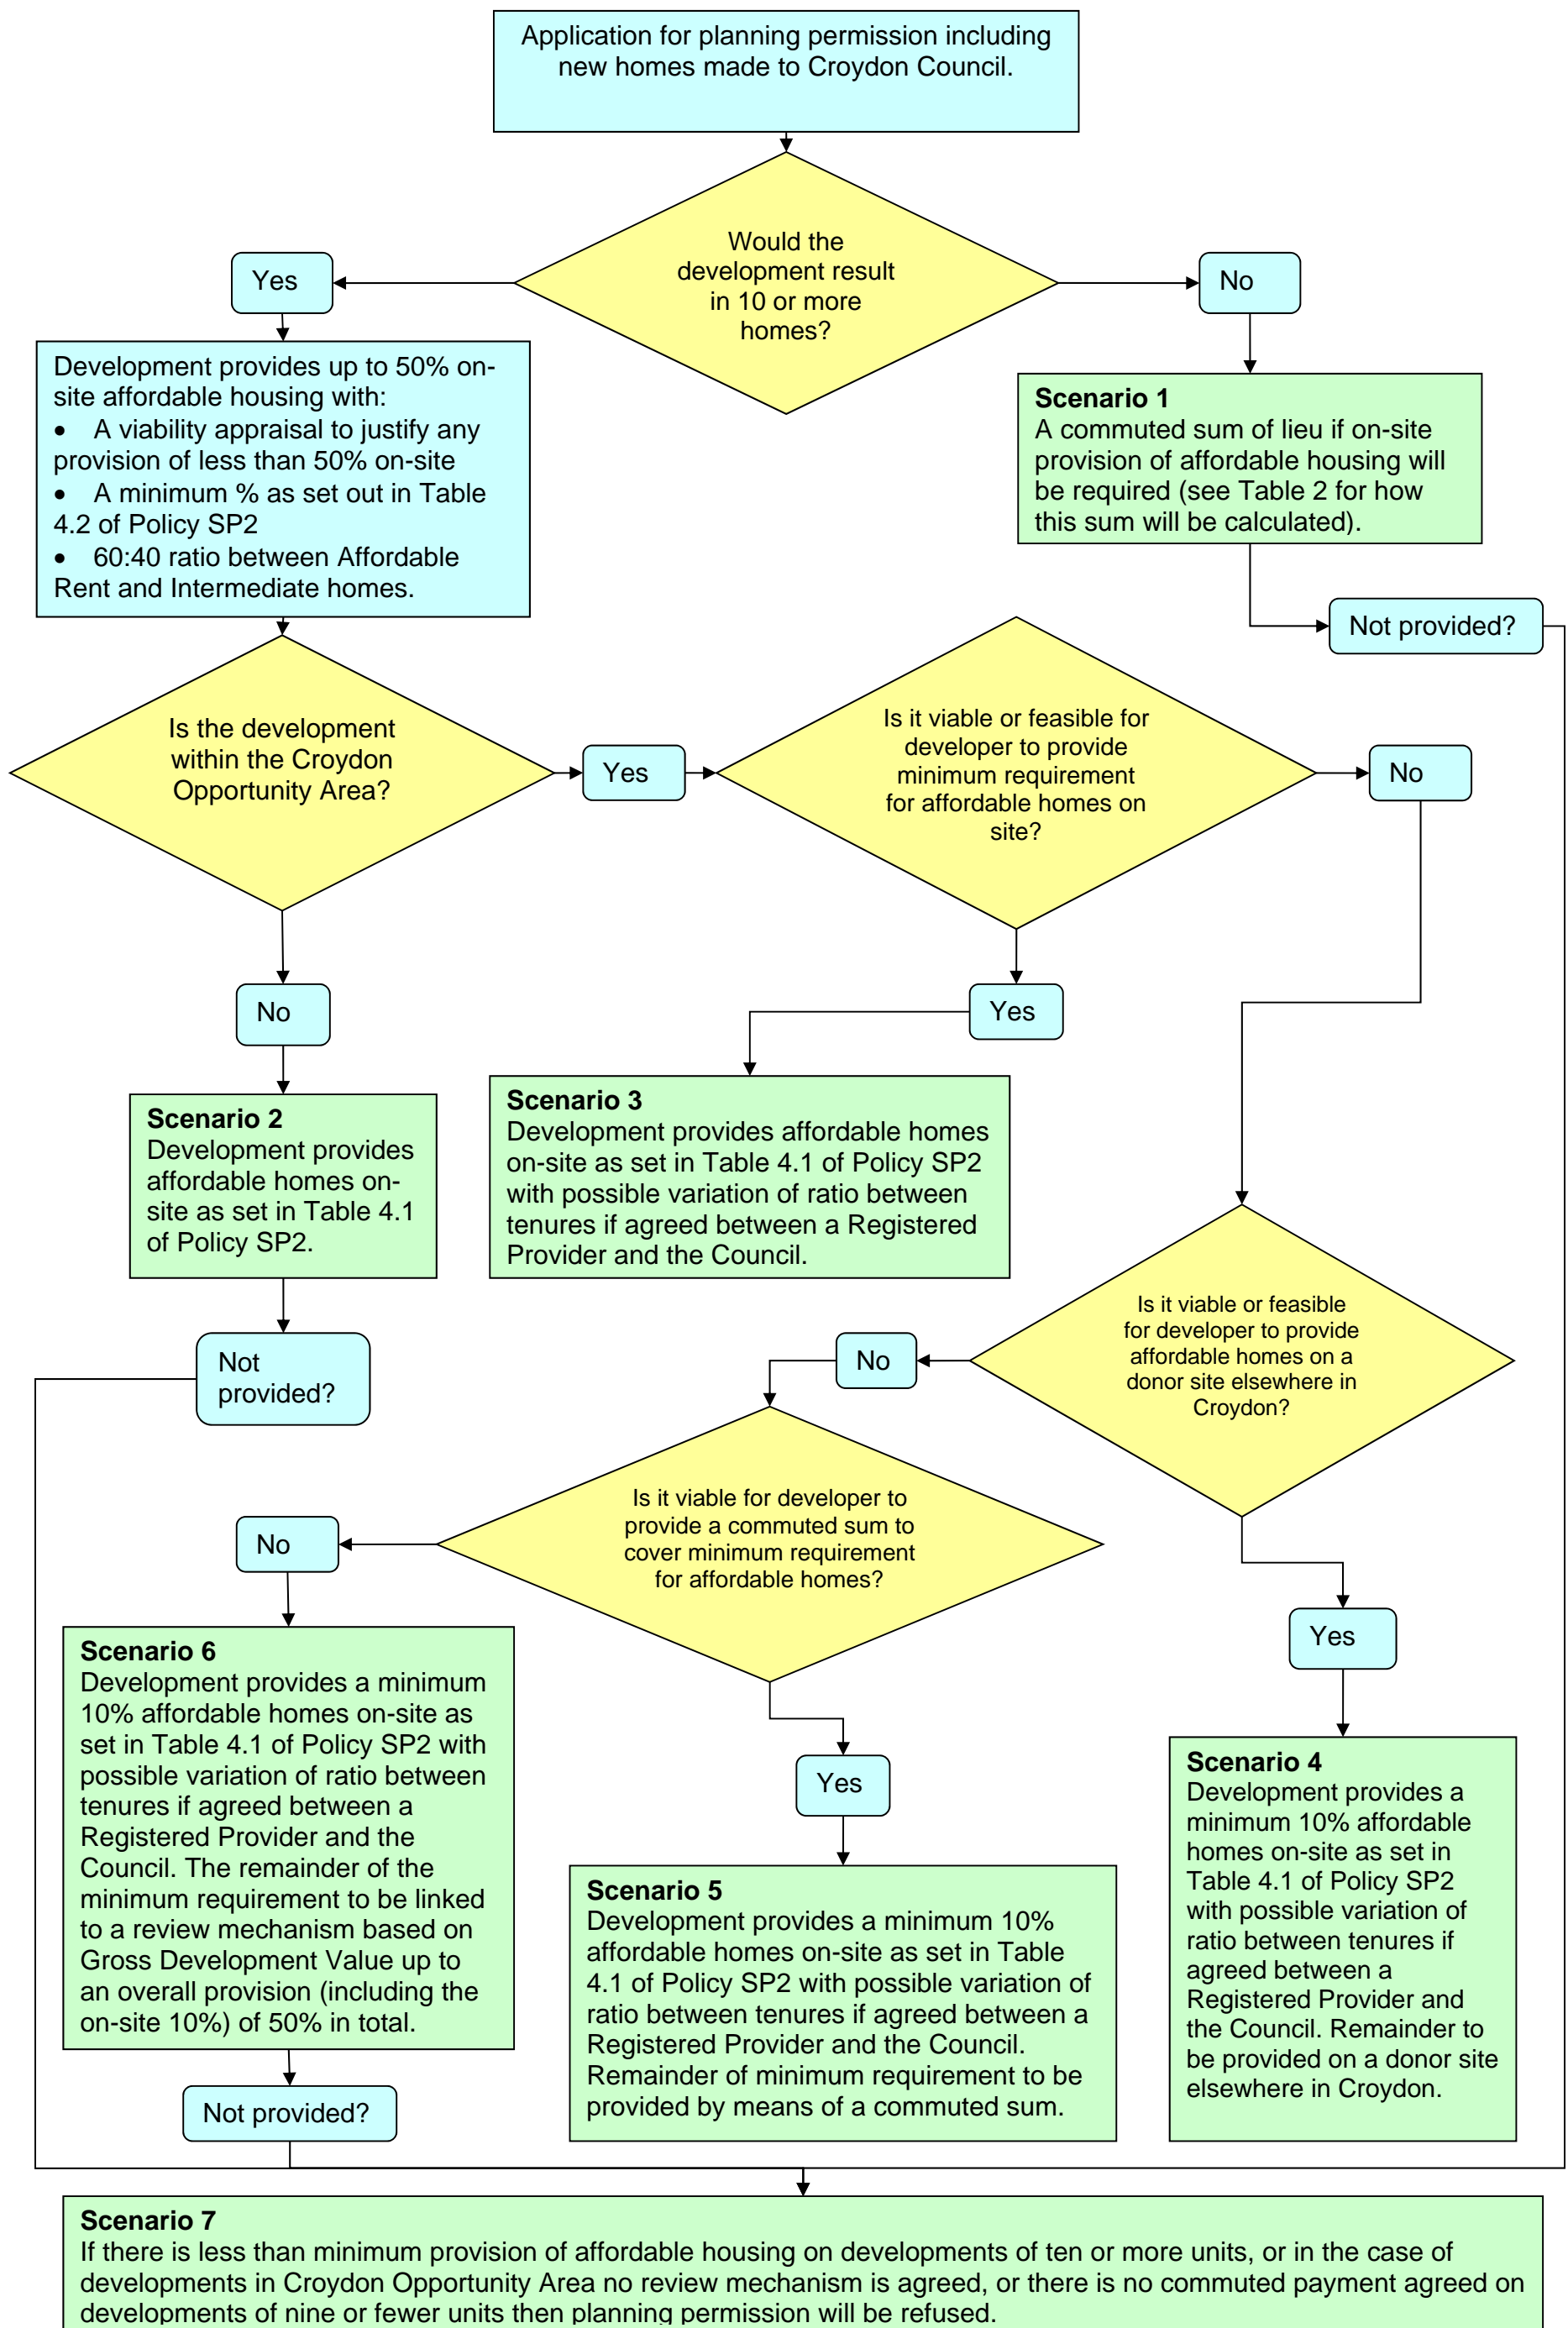 Application for planning permission including
new homes made to Croydon Council.
Would the
development result
in 10 or more
homes?
Yes
No
Development provides up to 50% on-
site affordable housing with:
• A viability appraisal to justify any
provision of less than 50% on-site
• A minimum % as set out in Table
4.2 of Policy SP2
• 60:40 ratio between Affordable
Rent and Intermediate homes.
Scenario 1
A commuted sum of lieu if on-site
provision of affordable housing will
be required (see Table 2 for how
this sum will be calculated).
Not provided?
Is the development
within the Croydon
Opportunity Area?
Yes
Is it viable or feasible for
developer to provide
minimum requirement
for affordable homes on
site?
No
No
Yes
Scenario 2
Development provides
affordable homes on-
site as set in Table 4.1
of Policy SP2.
Scenario 3
Development provides affordable homes
on-site as set in Table 4.1 of Policy SP2
with possible variation of ratio between
tenures if agreed between a Registered
Provider and the Council.
Not
provided?
Is it viable or feasible
for developer to provide
affordable homes on a
donor site elsewhere in
Croydon?
No
Is it viable for developer to
provide a commuted sum to
cover minimum requirement
for affordable homes?
No
Yes
Yes
Scenario 6
Development provides a minimum
10% affordable homes on-site as
set in Table 4.1 of Policy SP2 with
possible variation of ratio between
tenures if agreed between a
Registered Provider and the
Council. The remainder of the
minimum requirement to be linked
to a review mechanism based on
Gross Development Value up to
an overall provision (including the
on-site 10%) of 50% in total.
Scenario 5
Development provides a minimum 10%
affordable homes on-site as set in Table
4.1 of Policy SP2 with possible variation of
ratio between tenures if agreed between a
Registered Provider and the Council.
Remainder of minimum requirement to be
provided by means of a commuted sum.
Scenario 4
Development provides a
minimum 10% affordable
homes on-site as set in
Table 4.1 of Policy SP2
with possible variation of
ratio between tenures if
agreed between a
Registered Provider and
the Council. Remainder to
be provided on a donor site
elsewhere in Croydon.
Not provided?
Scenario 7
If there is less than minimum provision of affordable housing on developments of ten or more units, or in the case of
developments in Croydon Opportunity Area no review mechanism is agreed, or there is no commuted payment agreed on
developments of nine or fewer units then planning permission will be refused.